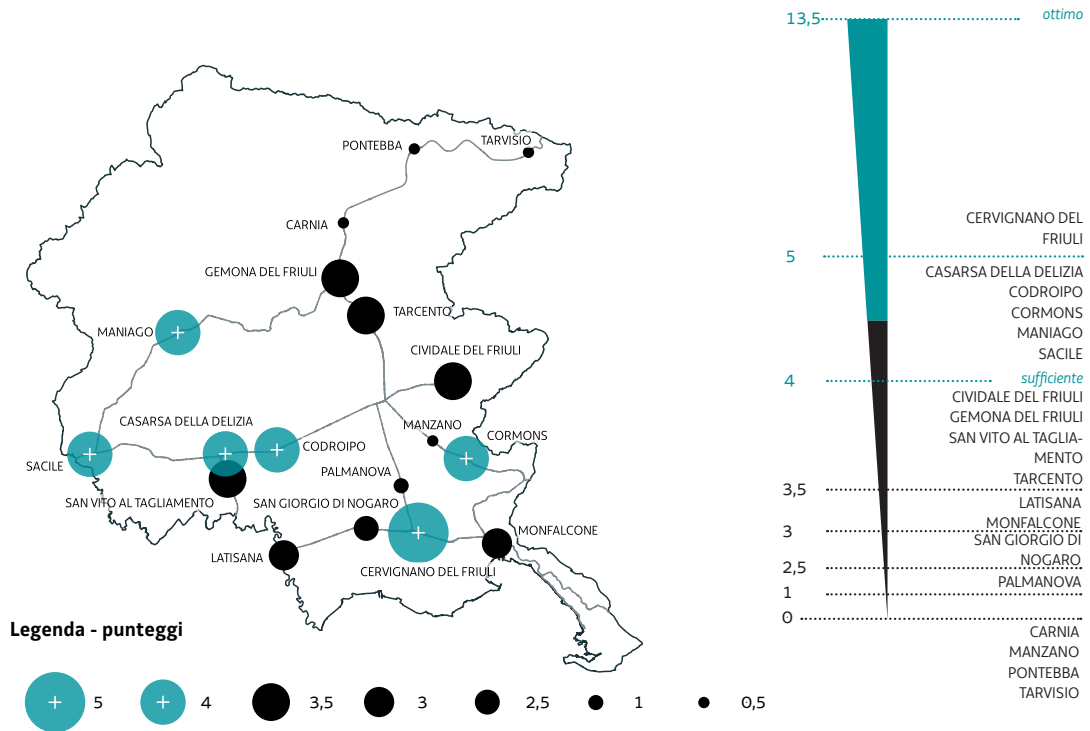 TARVISIO
PONTEBBA
CARNIA
GEMONA DEL FRIULI
TARCENTO
MANIAGO
CIVIDALE DEL FRIULI
CASARSA DELLA DELIZIA
MANZANO
CORMONS
CODROIPO
SACILE
PALMANOVA
SAN VITO AL TAGLIAMENTO
SAN GIORGIO DI NOGARO
MONFALCONE
LATISANA
CERVIGNANO DEL FRIULI
Legenda - punteggi
5
4
3,5
3
2,5
1
0,5
13,5
ottimo
CERVIGNANO DEL
FRIULI
5
CASARSA DELLA DELIZIA
CODROIPO
CORMONS
MANIAGO
SACILE
4
sufficiente
CIVIDALE DEL FRIULI
GEMONA DEL FRIULI
SAN VITO AL TAGLIA-
MENTO
TARCENTO
3,5
LATISANA
MONFALCONE
3
SAN GIORGIO DI
NOGARO
2,5
PALMANOVA
1
0
CARNIA
MANZANO
PONTEBBA
TARVISIO